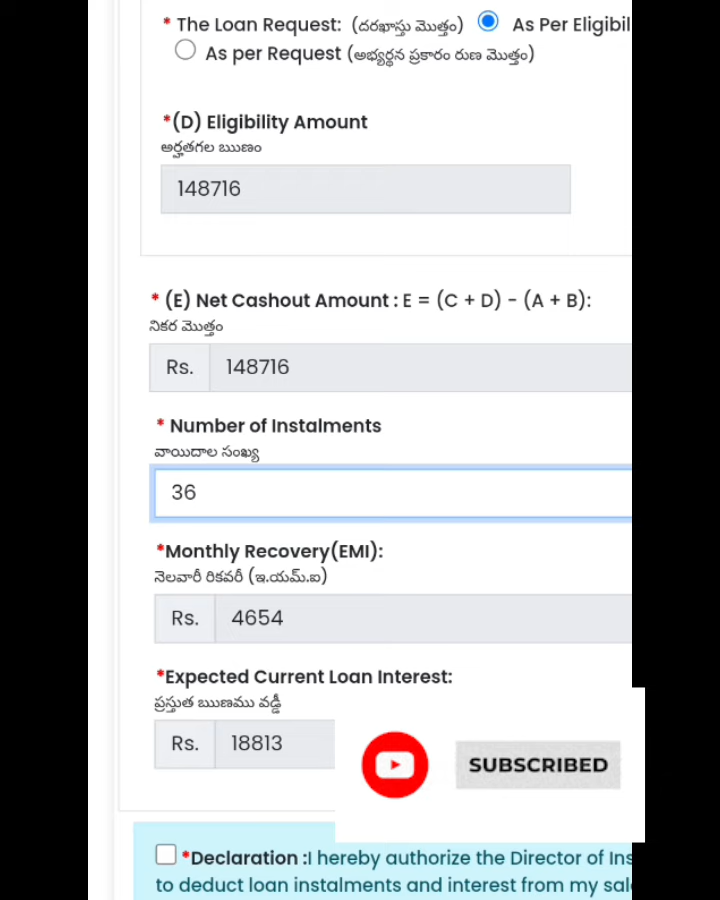 * The Loan Request: (దరఖాస్తు మొత్తం) As Per Eligibil
As per Request (అభ్యర్థన ప్రకారం రుణ మొత్తం)
*(D) Eligibility Amount
అర్హతగల ఋణం
148716
* (E) Net Cashout Amount : E = (C + D) - (A + B):
నికర మొత్తం
Rs. 148716
* Number of Instalments
వాయిదాల సంఖ్య
36
*Monthly Recovery(EMI):
నెలవారీ రికవరీ (ఇ.యమ్.ఐ)
Rs. 4654
*Expected Current Loan Interest:
ప్రస్తుత ఋణము వడ్డీ
Rs. 18813
SUBSCRIBED
*Declaration :I hereby authorize the Director of Ins
to deduct loan instalments and interest from my sal